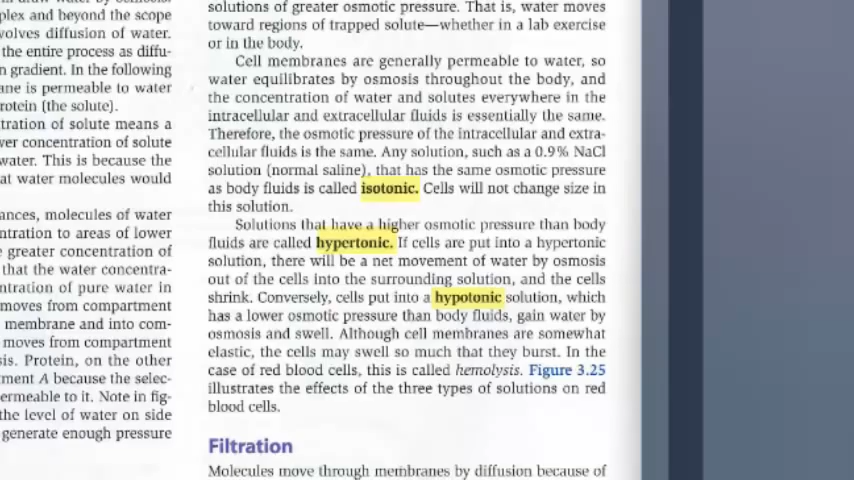 plex and beyond the scope
volves diffusion of water.
the entire process as diffu-
n gradient. In the following
ane is permeable to water
rotein (the solute).
tration of solute means a
ver concentration of solute
water. This is because the
at water molecules would
ances, molecules of water
ntration to areas of lower
greater concentration of
that the water concentra-
ntration of pure water in
moves from compartment
membrane and into com-
moves from compartment
sis. Protein, on the other
tment A because the selec-
ermeable to it. Note in fig-
the level of water on side
generate enough pressure
solutions of greater osmotic pressure. That is, water moves
toward regions of trapped solute—whether in a lab exercise
or in the body.
Cell membranes are generally permeable to water, so
water equilibrates by osmosis throughout the body, and
the concentration of water and solutes everywhere in the
intracellular and extracellular fluids is essentially the same.
Therefore, the osmotic pressure of the intracellular and extra-
cellular fluids is the same. Any solution, such as a 0.9% NaCl
solution (normal saline), that has the same osmotic pressure
as body fluids is called isotonic. Cells will not change size in
this solution.
Solutions that have a higher osmotic pressure than body
fluids are called hypertonic. If cells are put into a hypertonic
solution, there will be a net movement of water by osmosis
out of the cells into the surrounding solution, and the cells
shrink. Conversely, cells put into a hypotonic solution, which
has a lower osmotic pressure than body fluids, gain water by
osmosis and swell. Although cell membranes are somewhat
elastic, the cells may swell so much that they burst. In the
case of red blood cells, this is called hemolysis. Figure 3.25
illustrates the effects of the three types of solutions on red
blood cells.
Filtration
Molecules move through membranes by diffusion because of